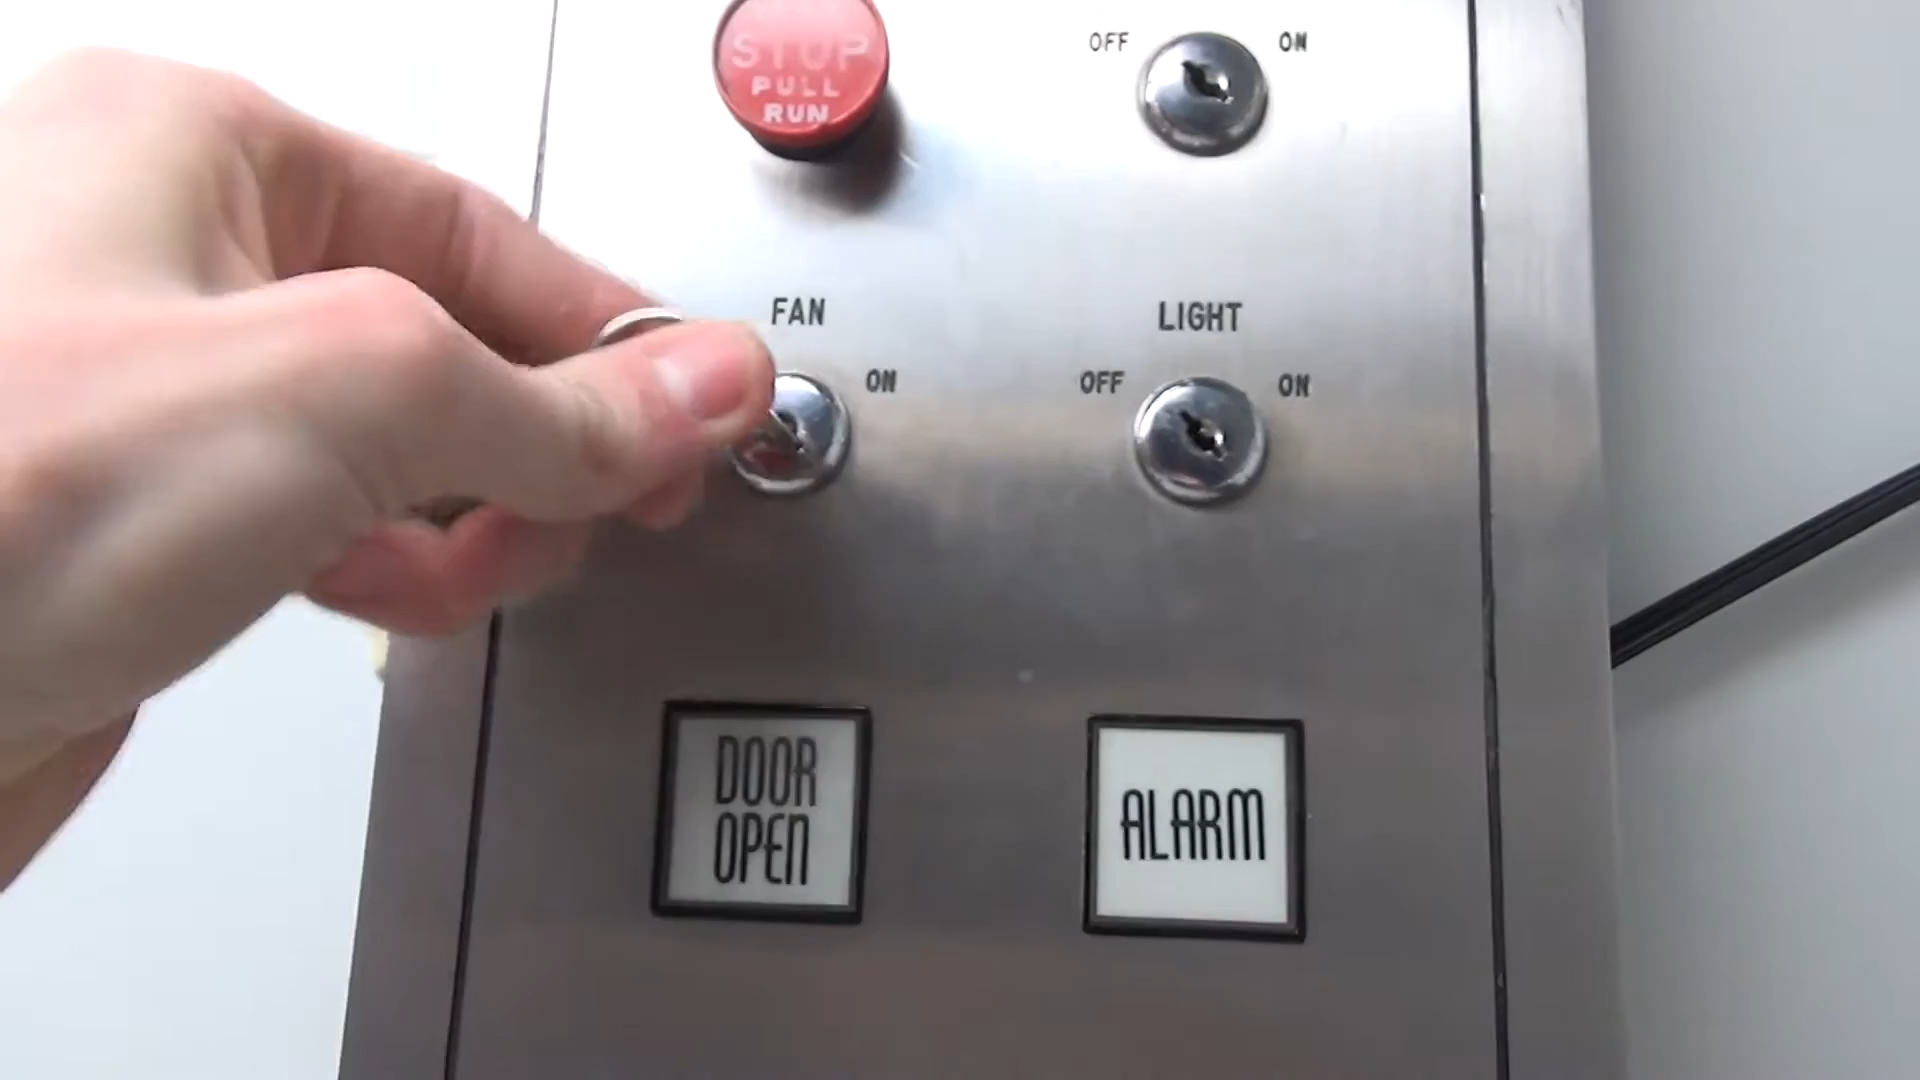 STOP
PULL
RUN
OFF ON
FAN
ON
LIGHT
OFF ON
DOOR
OPEN
ALARM